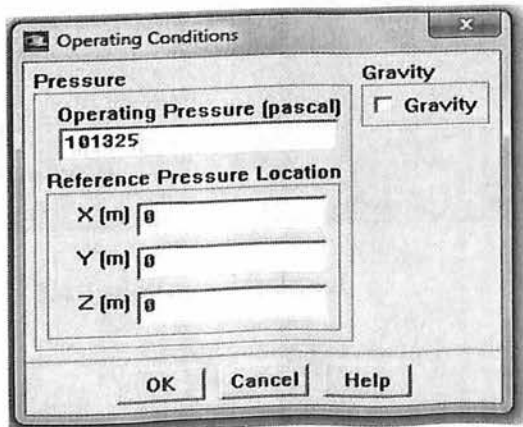 Operating Conditions
Pressure
Operating Pressure (pascal)
101325
Reference Pressure Location
X (m) 0
Y (m) 0
Z (m) 0
Gravity
Gravity
OK Cancel Help